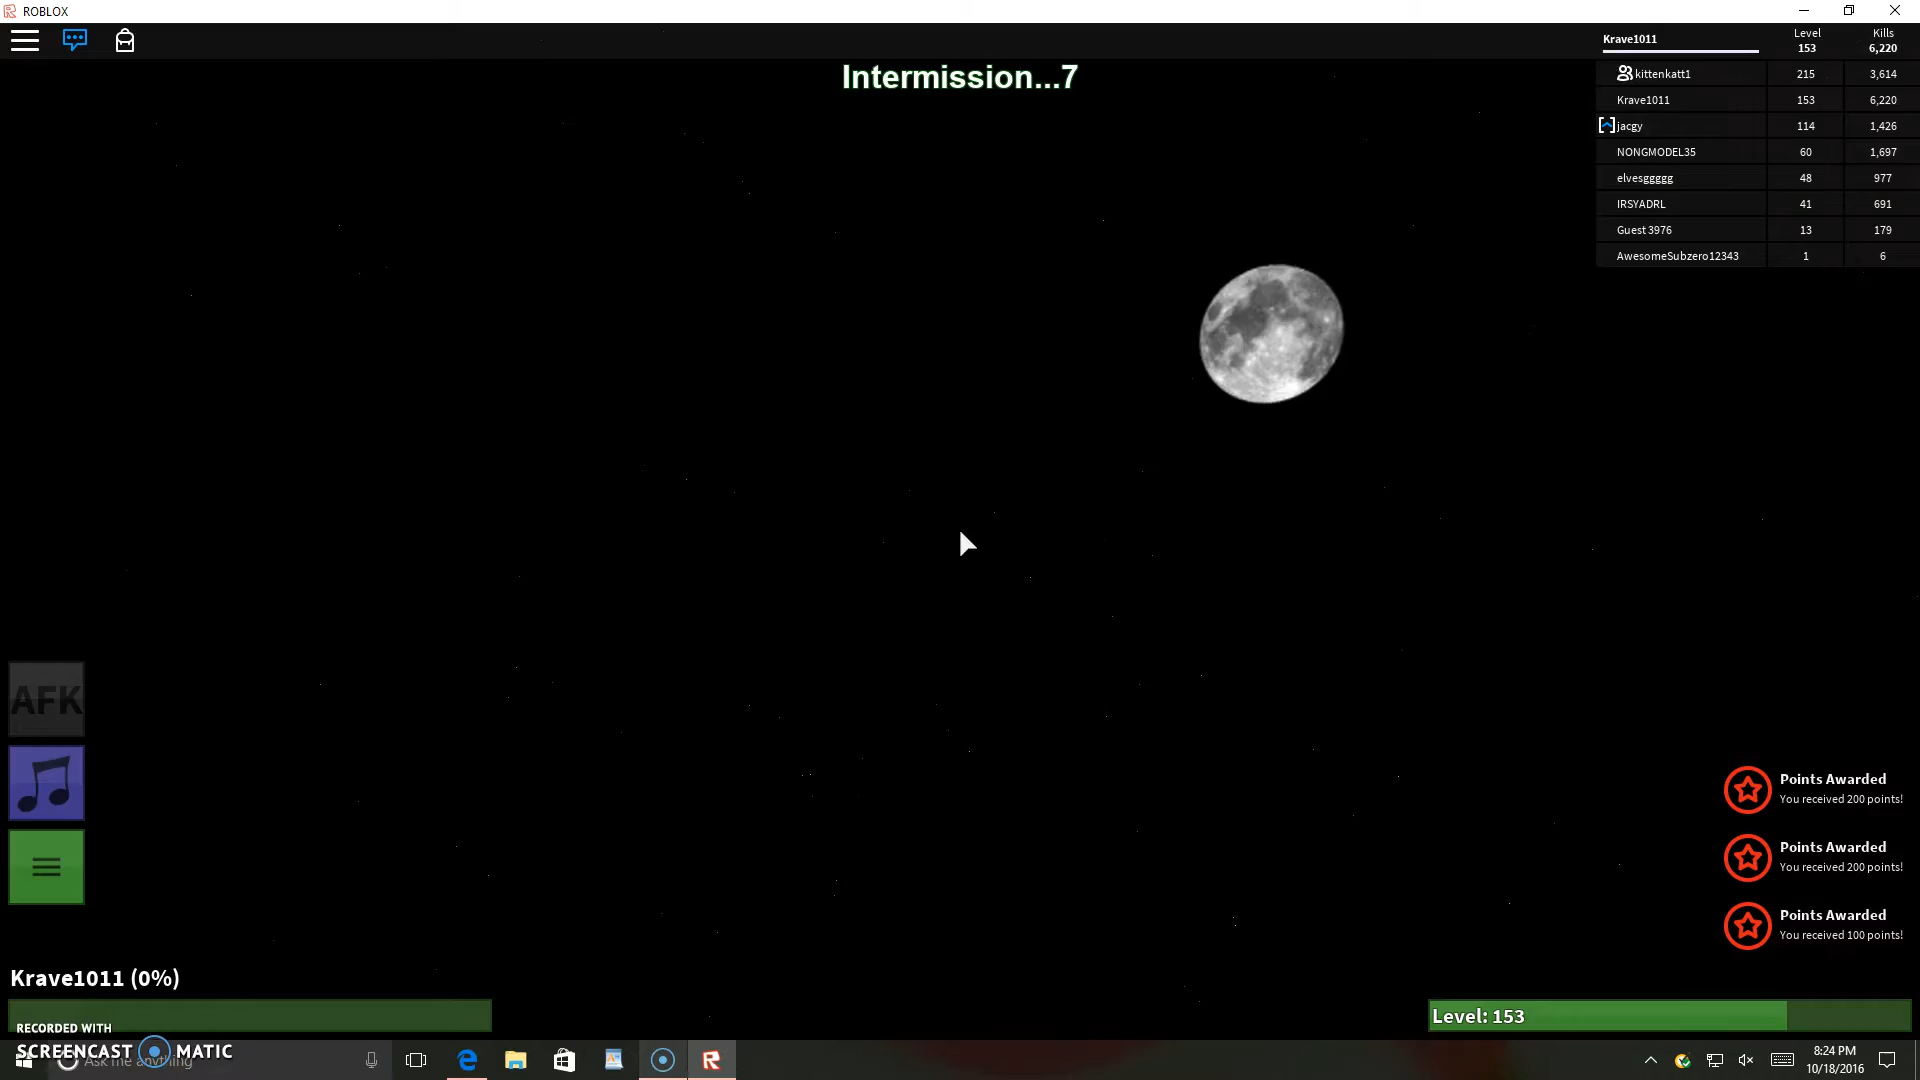 ROBLOX
Krave1011 Level 153 Kills 6,220
Intermission...7
kittenkatt1 215 3,614
Krave1011 153 6,220
jacgy 114 1,426
NONGMODEL35 60 1,697
elvesggggg 48 977
IRSYADRL 41 691
Guest 3976 13 179
AwesomeSubzero12343 1 6
AFK
Points Awarded
You received 200 points!
Points Awarded
You received 200 points!
Points Awarded
You received 100 points!
Krave1011 (0%)
Level: 153
RECORDED WITH
SCREENCAST MATIC
Ask me anything
8:24 PM
10/18/2016